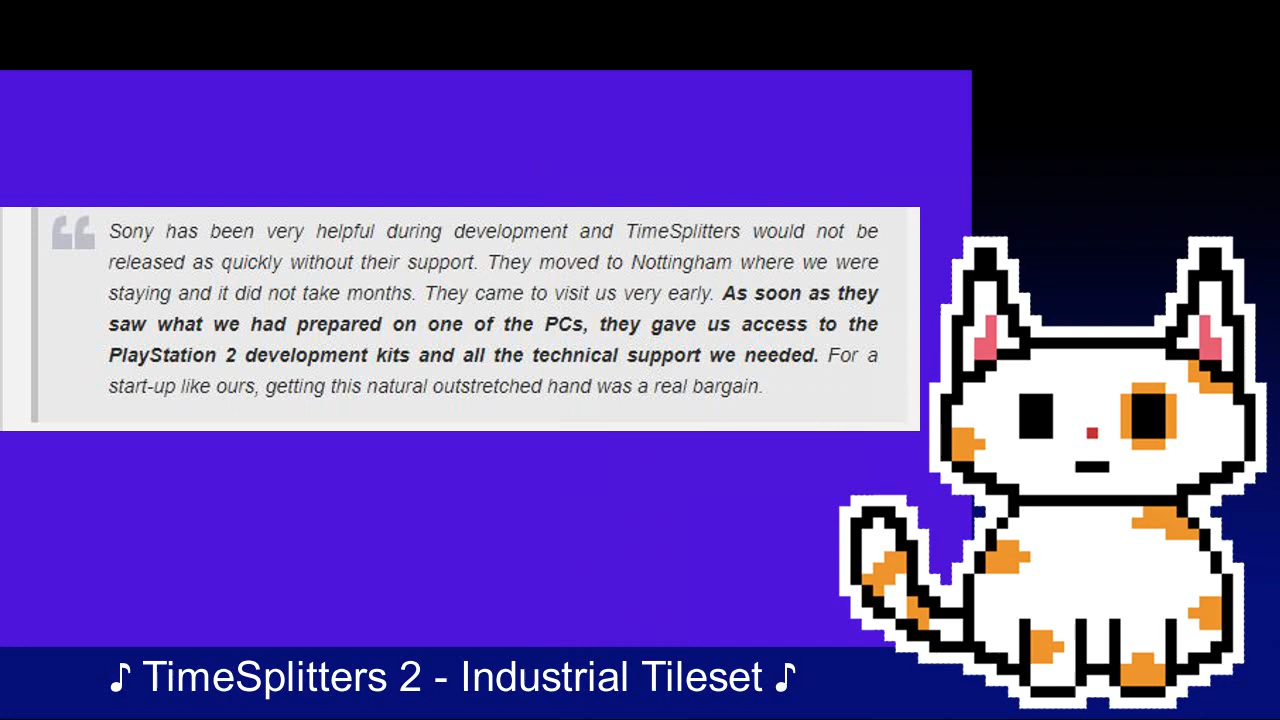 Sony has been very helpful during development and TimeSplitters would not be
released as quickly without their support. They moved to Nottingham where we were
staying and it did not take months. They came to visit us very early. As soon as they
saw what we had prepared on one of the PCs, they gave us access to the
PlayStation 2 development kits and all the technical support we needed. For a
start-up like ours, getting this natural outstretched hand was a real bargain.
♪ TimeSplitters 2 - Industrial Tileset ♪